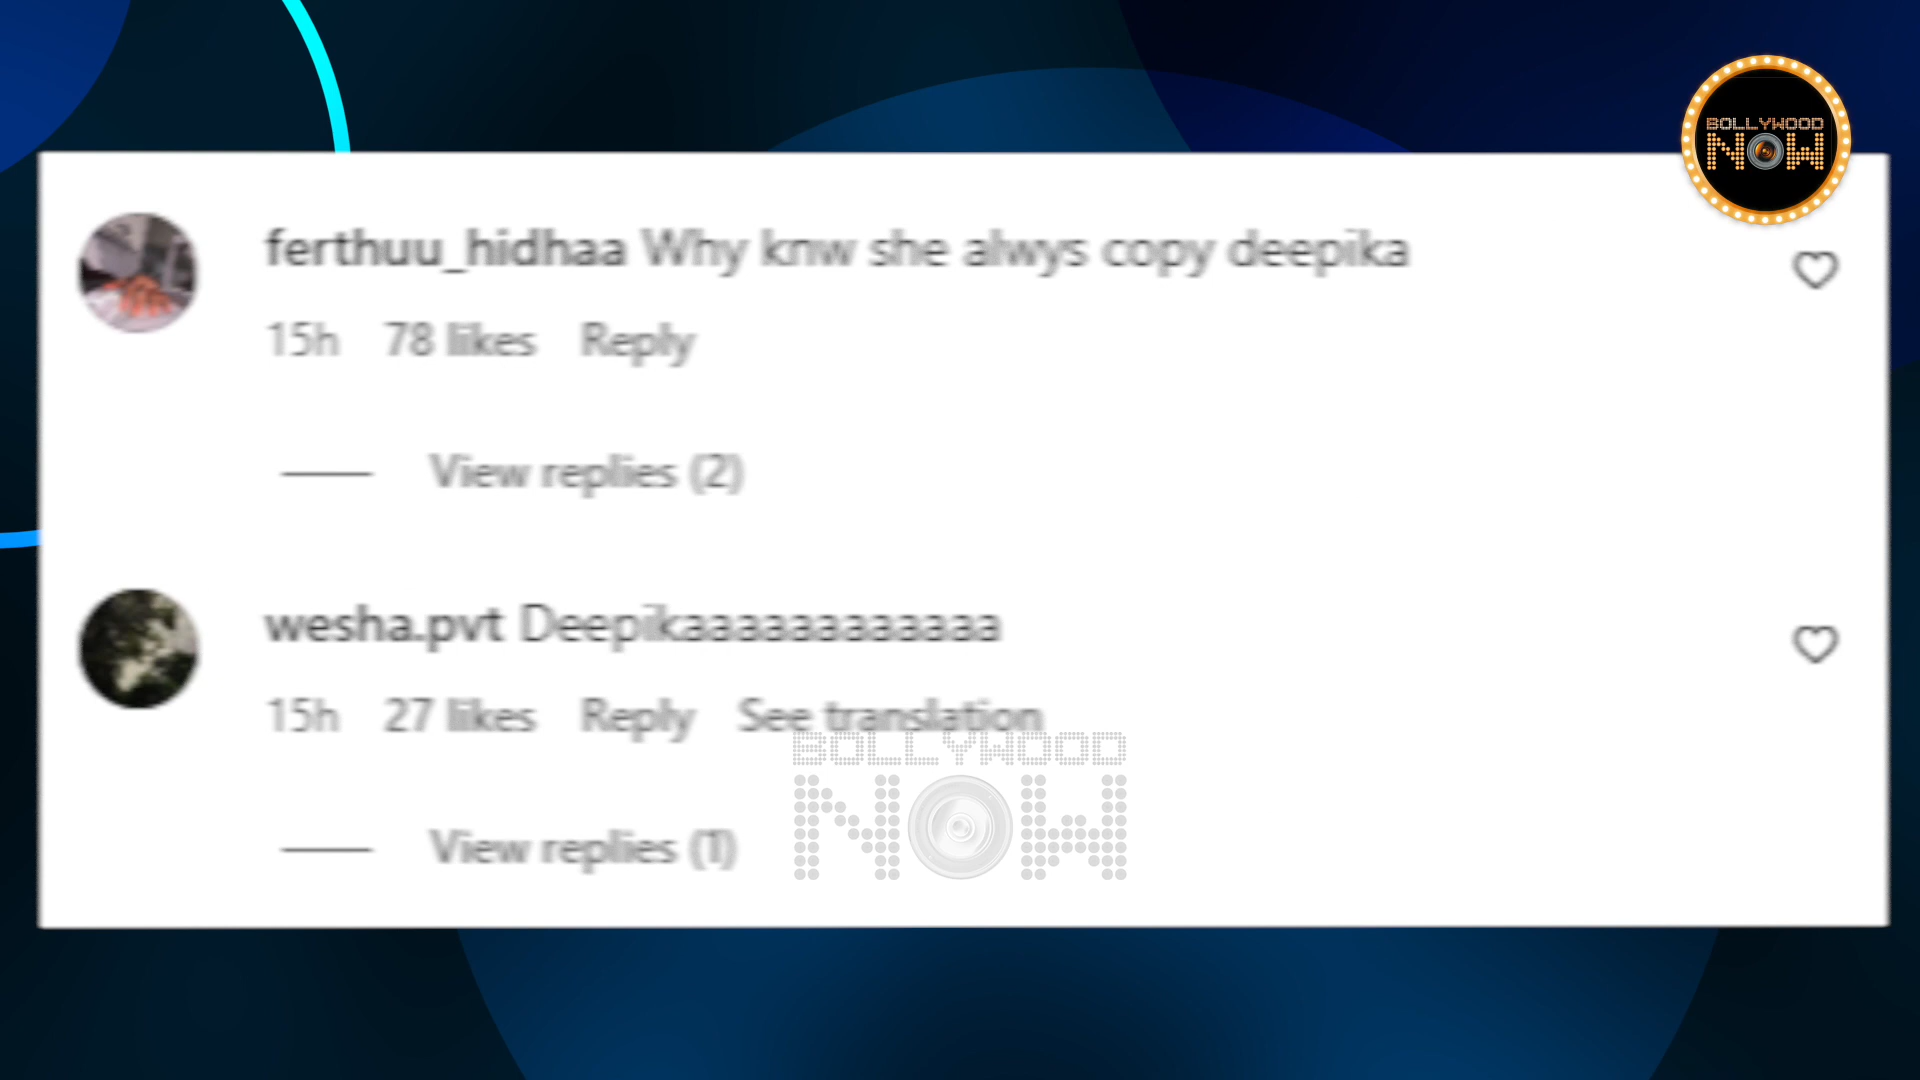 BOLLYWOOD
NOW
ferthuu_hidhaa Why knw she alwys copy deepika
15h 78 likes Reply
View replies (2)
wesha.pvt Deepikaaaaaaaaaaaaa
15h 27 likes Reply See translation
BOLLYWOOD
NOW
View replies (1)